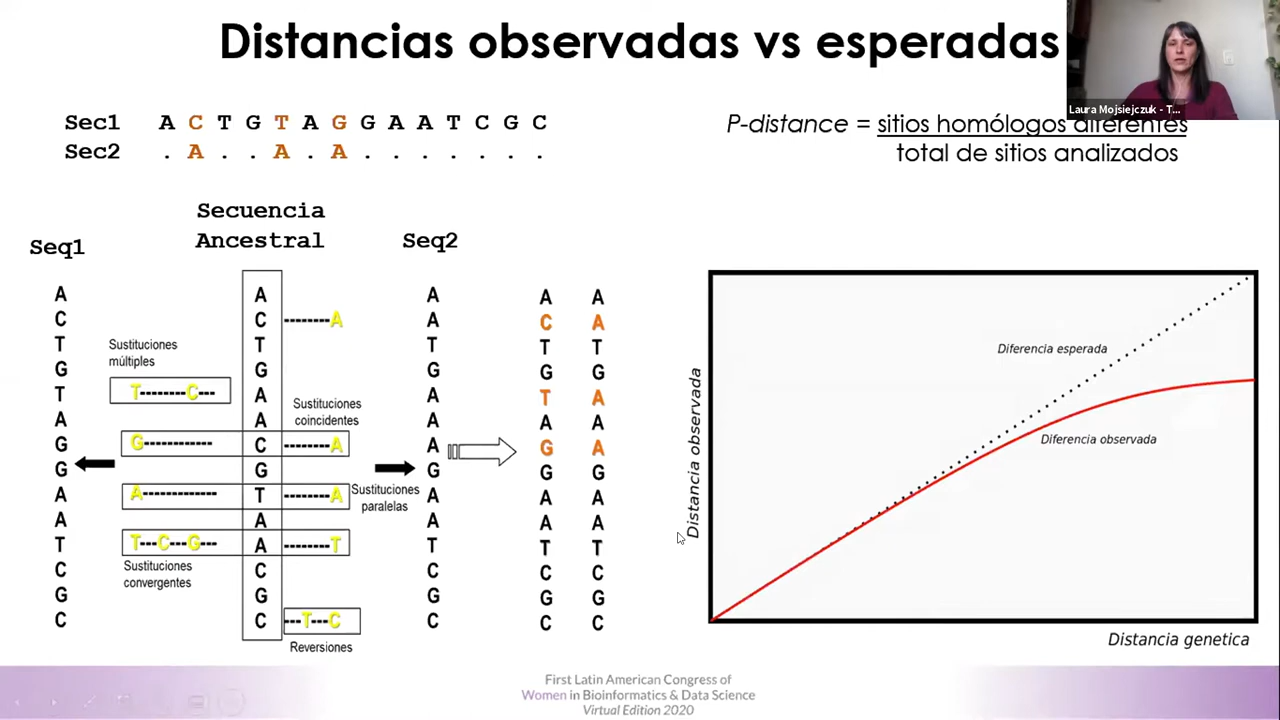 Distancias observadas vs esperadas
Laura Mojsiejczuk - T...
Sec1 A C T G T A G G A A T C G C
Sec2 . A . . A . A . . . . . . .
P-distance = sitios homólogos diferentes
total de sitios analizados
Secuencia
Ancestral
Seq1
Seq2
A
C
T
G
T
A
G
G
A
A
T
C
G
C
Sustituciones
múltiples
T--------C---
G------------
A-------------
T---C---G----
Sustituciones
convergentes
A
C
T
G
A
A
C
G
T
A
A
C
G
C
--------A
Sustituciones
coincidentes
--------A
--------A
Sustituciones
paralelas
--------T
---T---C
Reversiones
A
A
T
G
A
A
A
G
A
A
T
C
G
C
A A
C A
T T
G G
T A
A A
G A
G G
A A
A A
T T
C C
G G
C C
Distancia observada
Diferencia esperada
Diferencia observada
Distancia genetica
First Latin American Congress of
Women in Bioinformatics & Data Science
Virtual Edition 2020